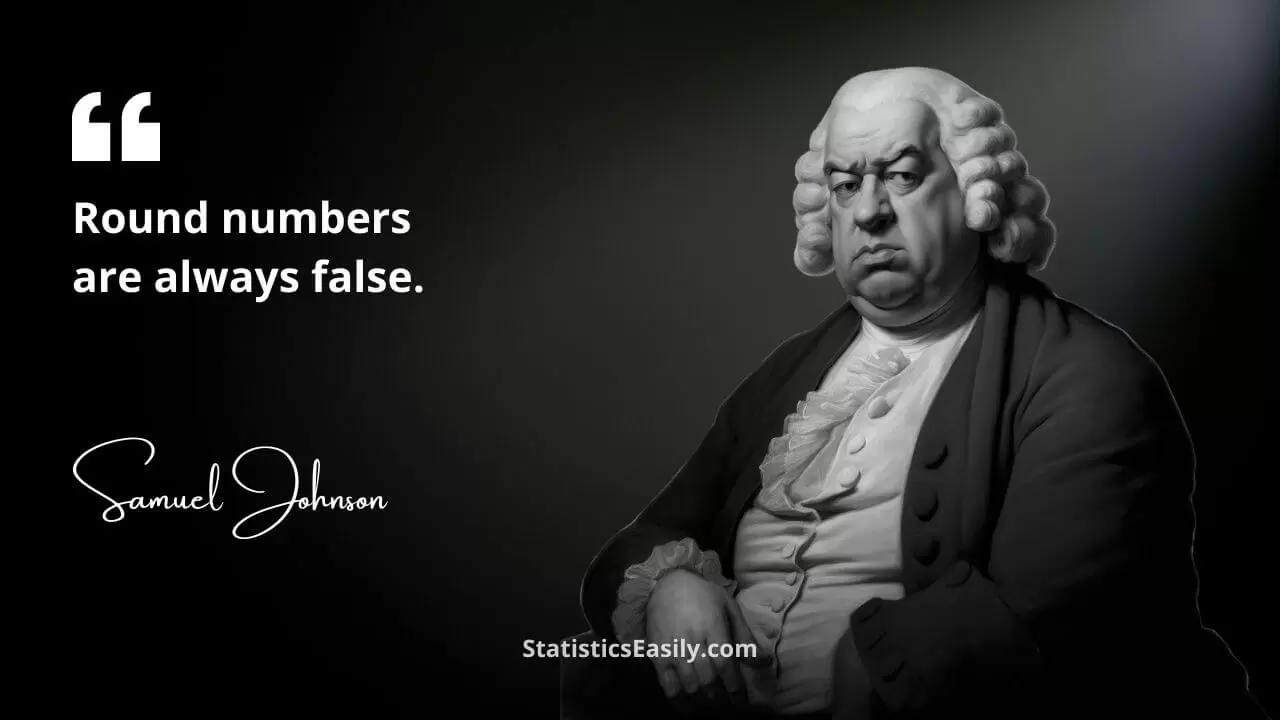 “
Round numbers
are always false.
Samuel Johnson
StatisticsEasily.com